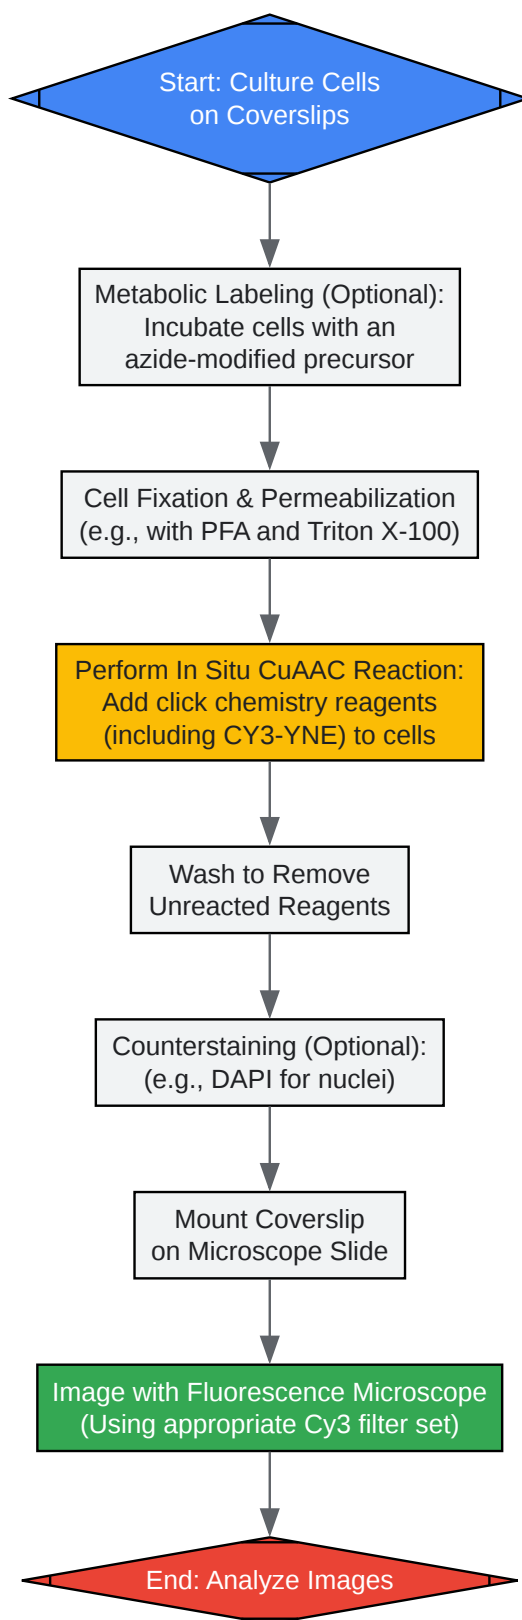 Start: Culture Cells
on Coverslips
Metabolic Labeling (Optional):
Incubate cells with an
azide-modified precursor
Cell Fixation & Permeabilization
(e.g., with PFA and Triton X-100)
Perform In Situ CuAAC Reaction:
Add click chemistry reagents
(including CY3-YNE) to cells
Wash to Remove
Unreacted Reagents
Counterstaining (Optional):
(e.g., DAPI for nuclei)
Mount Coverslip
on Microscope Slide
Image with Fluorescence Microscope
(Using appropriate Cy3 filter set)
End: Analyze Images